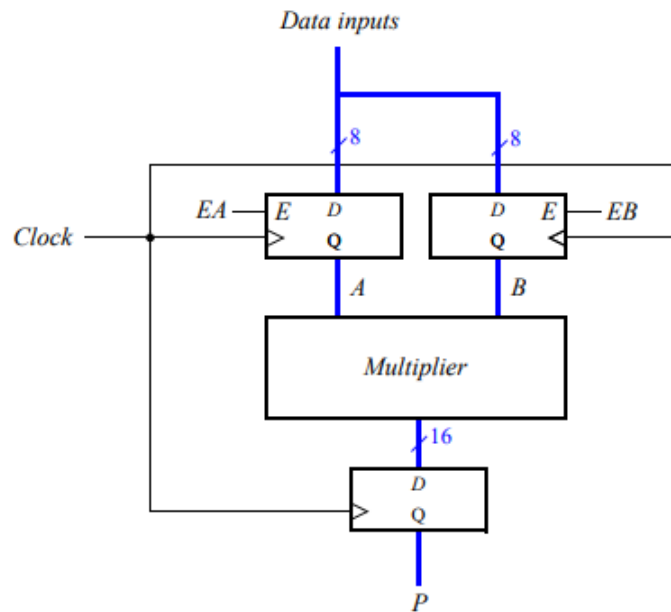 Data inputs
8 8
EA E D D E EB
Clock Q Q
A B
Multiplier
16
D
Q
P